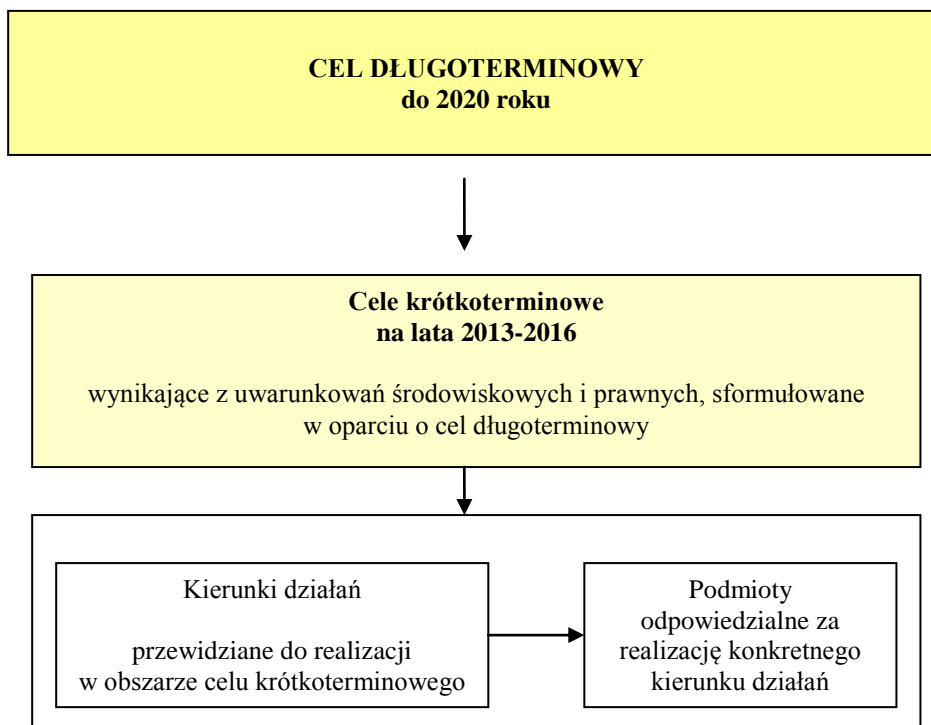 CEL DŁUGOTERMINOWY
do 2020 roku
Cele krótkoterminowe
na lata 2013-2016
wynikające z uwarunkowań środowiskowych i prawnych, sformułowane
w oparciu o cel długoterminowy
Kierunki działań
przewidziane do realizacji
w obszarze celu krótkoterminowego
Podmioty
odpowiedzialne za
realizację konkretnego
kierunku działań